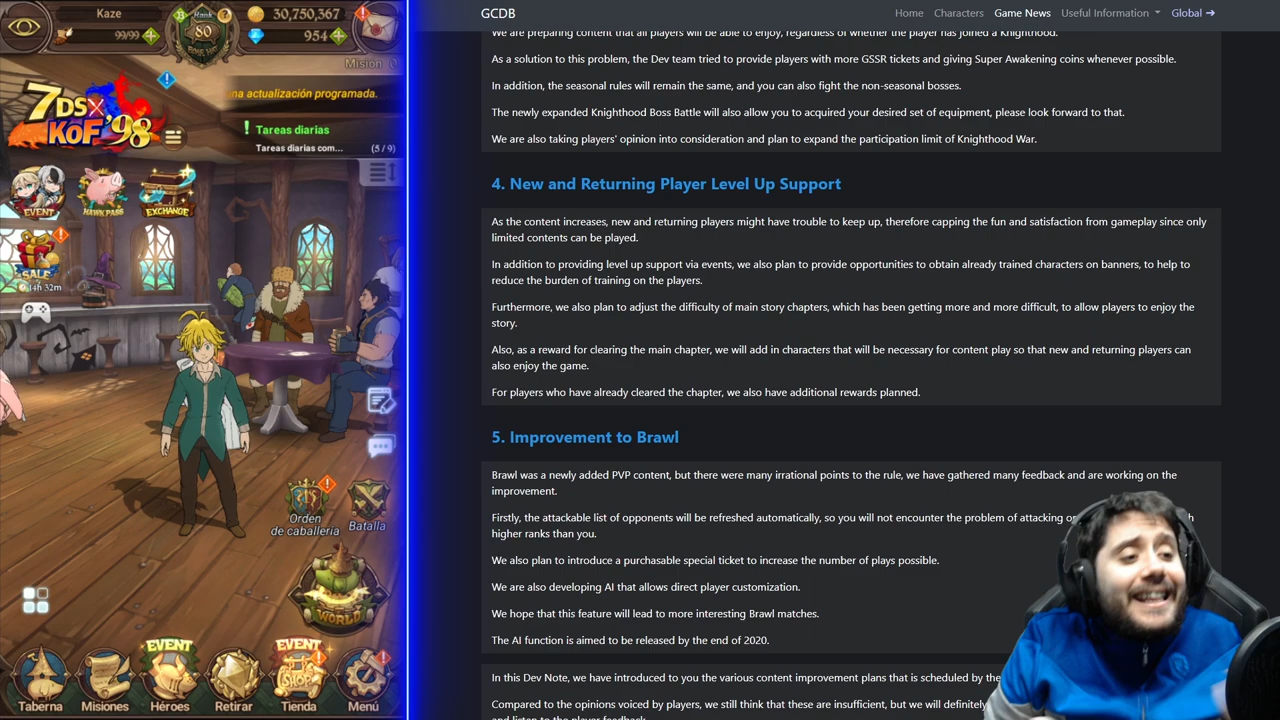 Kaze
99/99
Rank
80
30,750,367
954
Misión
na actualización programada.
7DS X KOF'98
Tareas diarias
Tareas diarias com... (5/9)
EVENT
HAWK PASS
EXCHANGE
SALE
14h 32m
Orden de caballería
Batalla
WORLD
EVENT
EVENT
SHOP
Taberna
Misiones
Héroes
Retirar
Tienda
Menú
GCDB
Home
Characters
Game News
Useful Information
Global ➔
We are preparing content that all players will be able to enjoy, regardless of whether the player has joined a Knighthood.
As a solution to this problem, the Dev team tried to provide players with more GSSR tickets and giving Super Awakening coins whenever possible.
In addition, the seasonal rules will remain the same, and you can also fight the non-seasonal bosses.
The newly expanded Knighthood Boss Battle will also allow you to acquired your desired set of equipment, please look forward to that.
We are also taking players' opinion into consideration and plan to expand the participation limit of Knighthood War.
4. New and Returning Player Level Up Support
As the content increases, new and returning players might have trouble to keep up, therefore capping the fun and satisfaction from gameplay since only
limited contents can be played.
In addition to providing level up support via events, we also plan to provide opportunities to obtain already trained characters on banners, to help to
reduce the burden of training on the players.
Furthermore, we also plan to adjust the difficulty of main story chapters, which has been getting more and more difficult, to allow players to enjoy the
story.
Also, as a reward for clearing the main chapter, we will add in characters that will be necessary for content play so that new and returning players can
also enjoy the game.
For players who have already cleared the chapter, we also have additional rewards planned.
5. Improvement to Brawl
Brawl was a newly added PVP content, but there were many irrational points to the rule, we have gathered many feedback and are working on the
improvement.
Firstly, the attackable list of opponents will be refreshed automatically, so you will not encounter the problem of attacking
higher ranks than you.
We also plan to introduce a purchasable special ticket to increase the number of plays possible.
We are also developing AI that allows direct player customization.
We hope that this feature will lead to more interesting Brawl matches.
The AI function is aimed to be released by the end of 2020.
In this Dev Note, we have introduced to you the various content improvement plans that is scheduled by the
Compared to the opinions voiced by players, we still think that these are insufficient, but we will definitely
and listen to the player feedback.